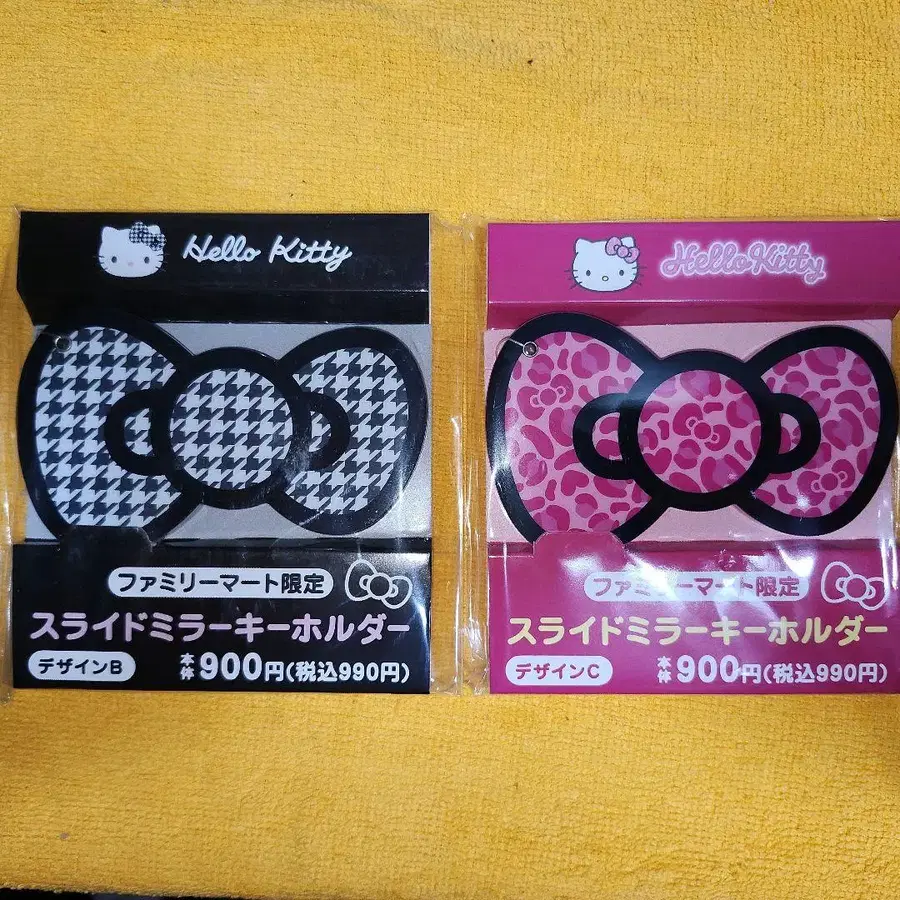 Hello Kitty
ファミリーマート限定
スライドミラーキーホルダー
デザインB
本体900円(税込990円)
Hello Kitty
ファミリーマート限定
スライドミラーキーホルダー
デザインC
本体900円(税込990円)